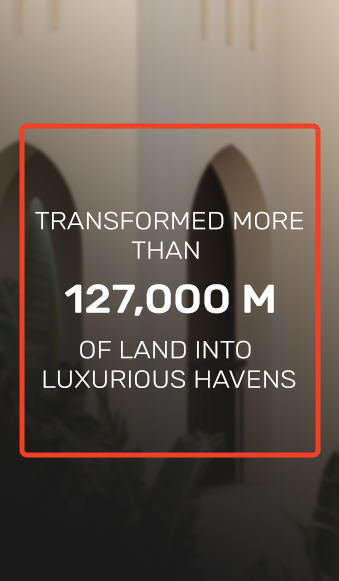 TRANSFORMED MORE
THAN
127,000 M
OF LAND INTO
LUXURIOUS HAVENS